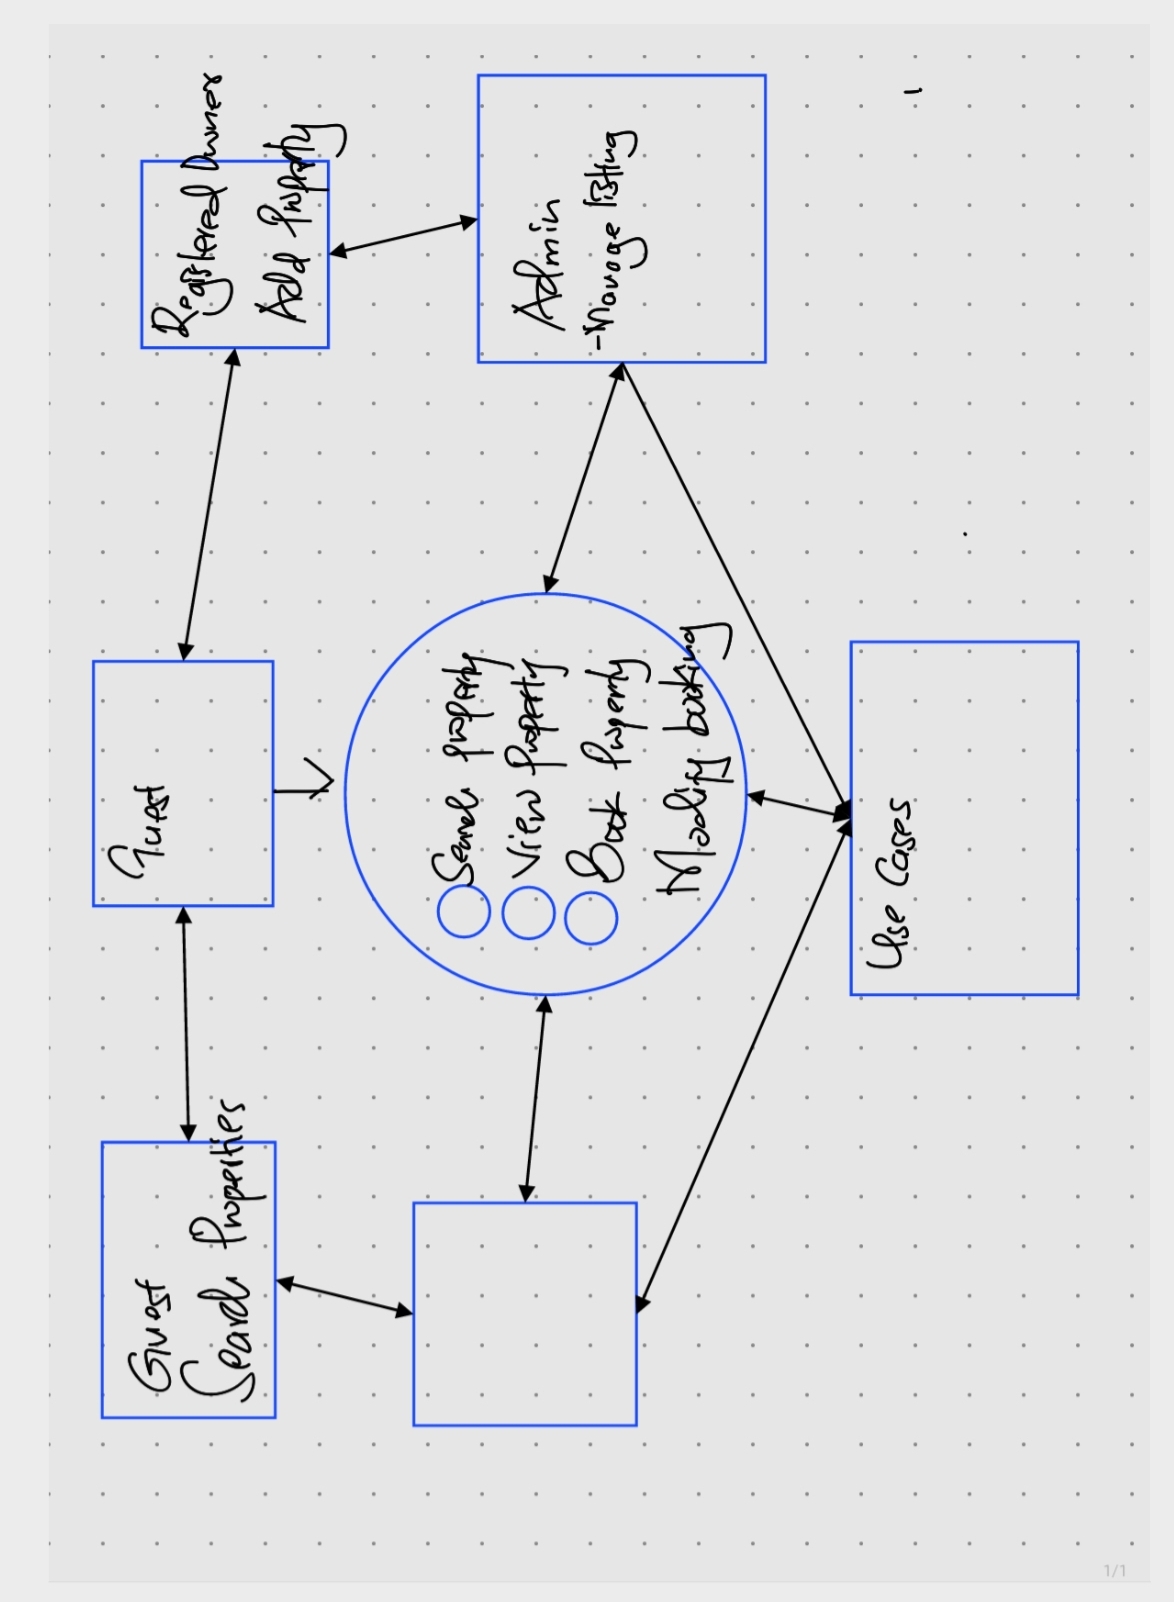 Guest
Search Properties
Guest
Registered Owner
Add Property
Search property
View Property
Book Property
Modify booking
Admin
-Manage listing
Use Cases
1/1